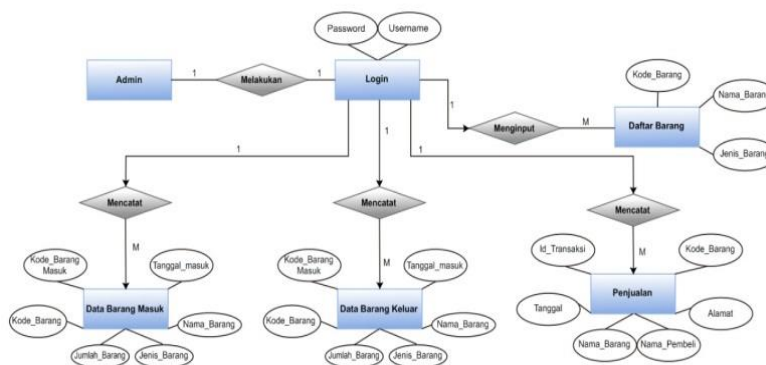 Password
Username
Admin
1
Melakukan
1
Login
Kode_Barang
Nama_Barang
1
Menginput
M
Daftar Barang
Jenis_Barang
1
1
1
Mencatat
Mencatat
Mencatat
M
M
M
Kode_Barang
Masuk
Tanggal_masuk
Kode_Barang
Masuk
Tanggal_masuk
Id_Transaksi
Kode_Barang
Data Barang Masuk
Data Barang Keluar
Penjualan
Kode_Barang
Nama_Barang
Kode_Barang
Nama_Barang
Tanggal
Alamat
Jumlah_Barang
Jenis_Barang
Jumlah_Barang
Jenis_Barang
Nama_Barang
Nama_Pembeli